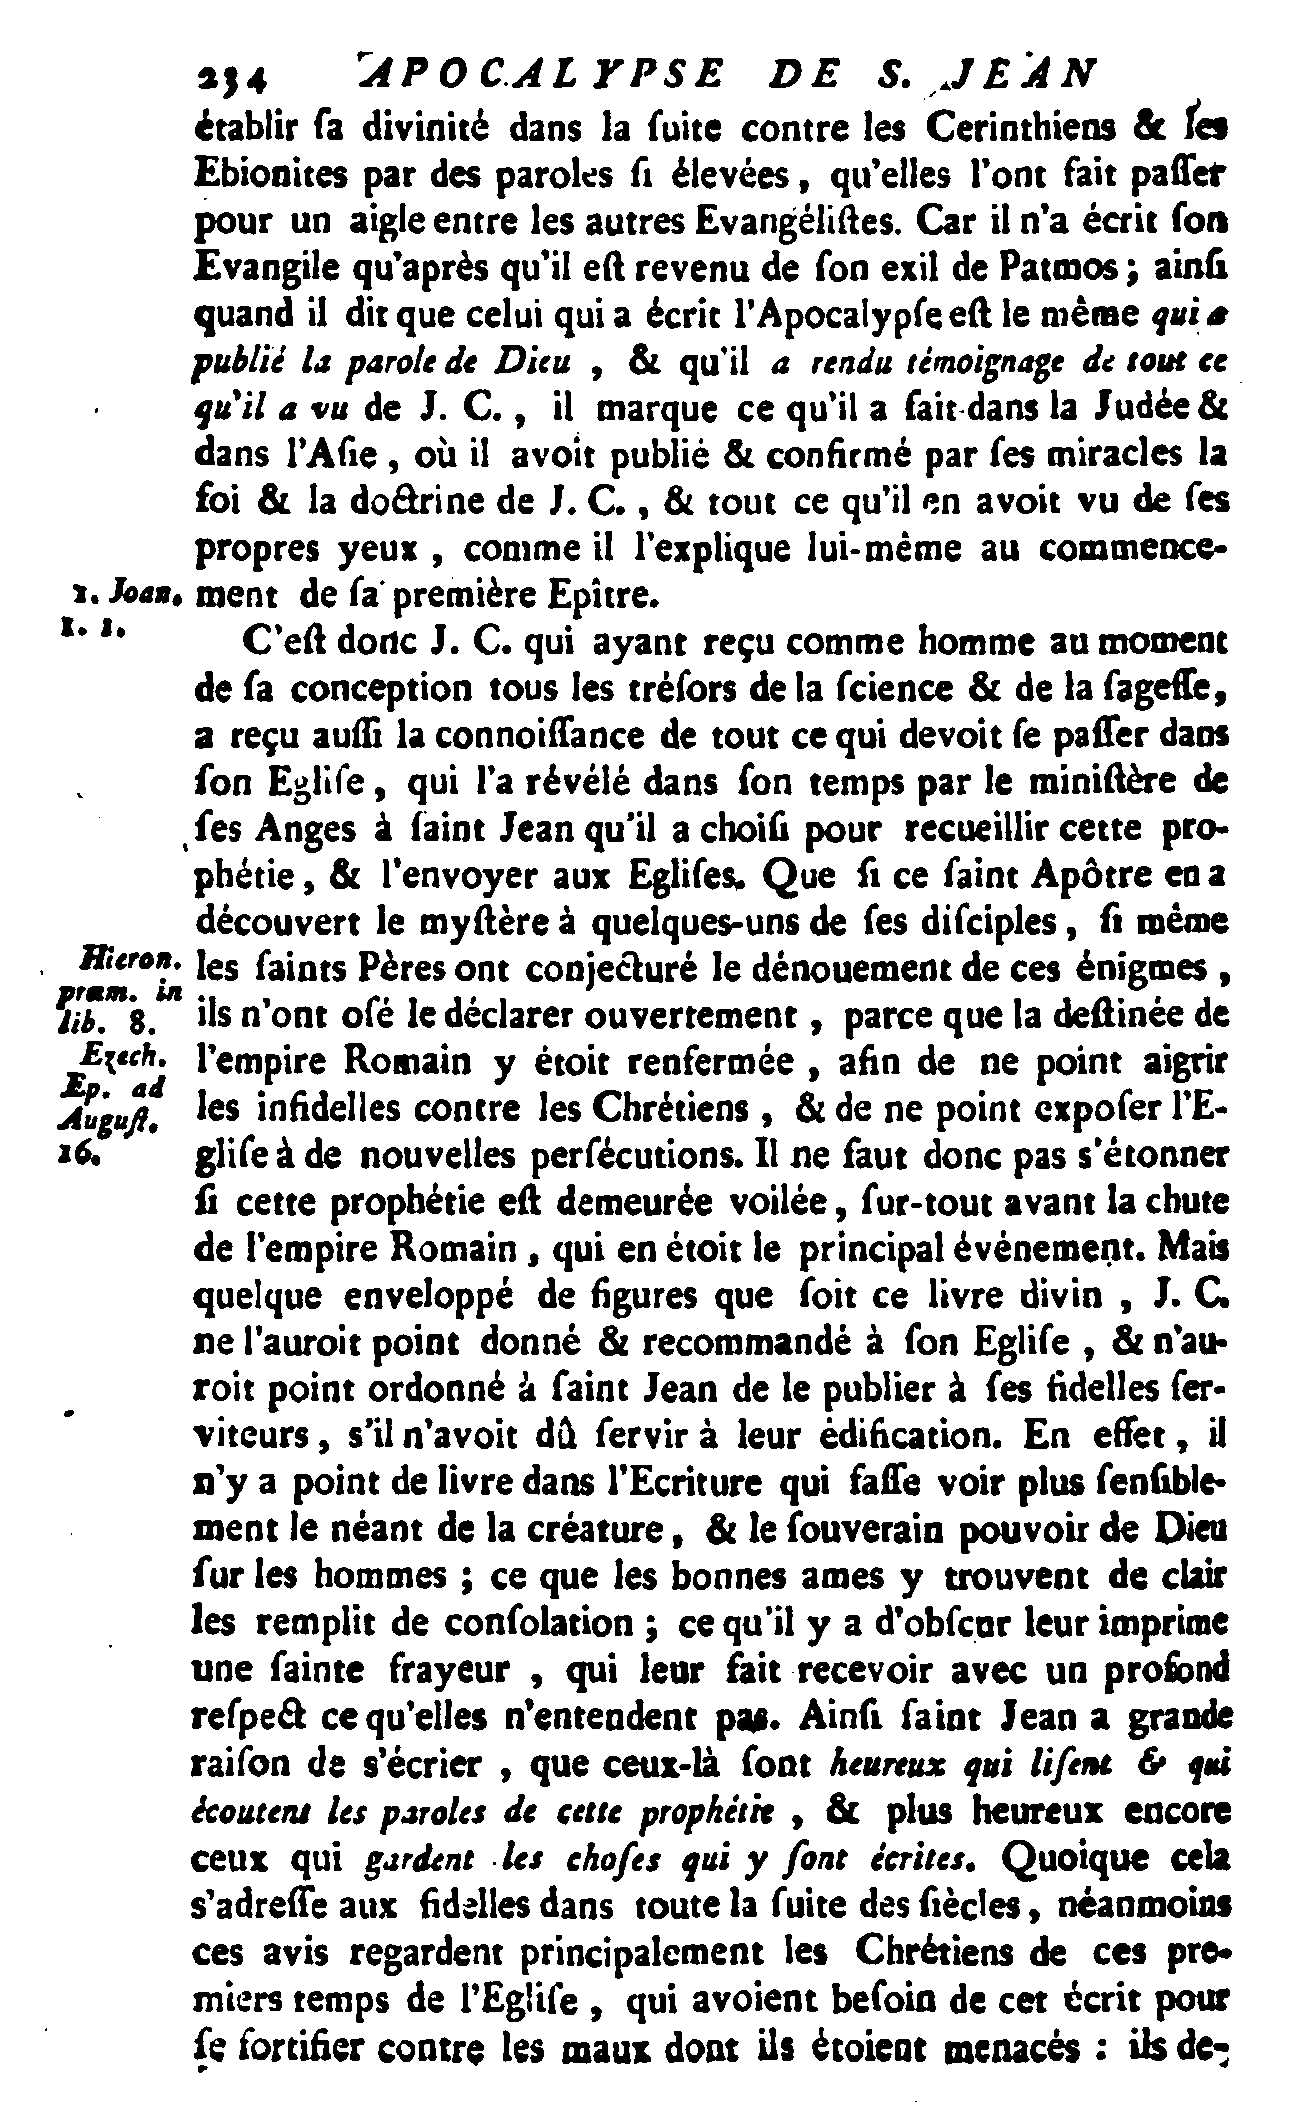 234 APOCALYPSE DE S. JEAN
établir ſa divinité dans la ſuite contre les Cerinthiens & les
Ebionites par des paroles ſi élevées, qu'elles l'ont fait paſſer
pour un aigle entre les autres Evangéliſtes. Car il n'a écrit ſon
Evangile qu'après qu'il eſt revenu de ſon exil de Patmos; ainſi
quand il dit que celui qui a écrit l'Apocalypſe eſt le même qui a
publié la parole de Dieu, & qu'il a rendu témoignage de tout ce
qu'il a vu de J. C., il marque ce qu'il a fait dans la Judée &
dans l'Aſie, où il avoit publié & confirmé par ſes miracles la
foi & la doctrine de J. C., & tout ce qu'il en avoit vu de ſes
propres yeux, comme il l'explique lui-même au commence-
1. Joan. ment de ſa première Epître.
1. 1.
C'eſt donc J. C. qui ayant reçu comme homme au moment
de ſa conception tous les tréſors de la ſcience & de la ſageſſe,
a reçu auſſi la connoiſſance de tout ce qui devoit ſe paſſer dans
ſon Egliſe, qui l'a révélé dans ſon temps par le miniſtère de
ſes Anges à ſaint Jean qu'il a choiſi pour recueillir cette pro-
phétie, & l'envoyer aux Egliſes. Que ſi ce ſaint Apôtre en a
découvert le myſtère à quelques-uns de ſes diſciples, ſi même
Hieron. les ſaints Pères ont conjecturé le dénouement de ces énigmes,
præm. in
lib. 8. ils n'ont oſé le déclarer ouvertement, parce que la deſtinée de
Ezech. l'empire Romain y étoit renfermée, afin de ne point aigrir
Ep. ad
Auguſt. les infidelles contre les Chrétiens, & de ne point expoſer l'E-
16. gliſe à de nouvelles perſécutions. Il ne faut donc pas s'étonner
ſi cette prophétie eſt demeurée voilée, ſur-tout avant la chute
de l'empire Romain, qui en étoit le principal événement. Mais
quelque enveloppé de figures que ſoit ce livre divin, J. C.
ne l'auroit point donné & recommandé à ſon Egliſe, & n'au-
roit point ordonné à ſaint Jean de le publier à ſes fidelles ſer-
viteurs, s'il n'avoit dû ſervir à leur édification. En effet, il
n'y a point de livre dans l'Ecriture qui faſſe voir plus ſenſible-
ment le néant de la créature, & le ſouverain pouvoir de Dieu
ſur les hommes; ce que les bonnes ames y trouvent de clair
les remplit de conſolation; ce qu'il y a d'obſcur leur imprime
une ſainte frayeur, qui leur fait recevoir avec un profond
reſpect ce qu'elles n'entendent pas. Ainſi ſaint Jean a grande
raiſon de s'écrier, que ceux-là ſont heureux qui liſent & qui
écoutent les paroles de cette prophétie, & plus heureux encore
ceux qui gardent les choſes qui y ſont écrites. Quoique cela
s'adreſſe aux fidelles dans toute la ſuite des ſiècles, néanmoins
ces avis regardent principalement les Chrétiens de ces pre-
miers temps de l'Egliſe, qui avoient beſoin de cet écrit pour
ſe fortifier contre les maux dont ils étoient menacés : ils de-